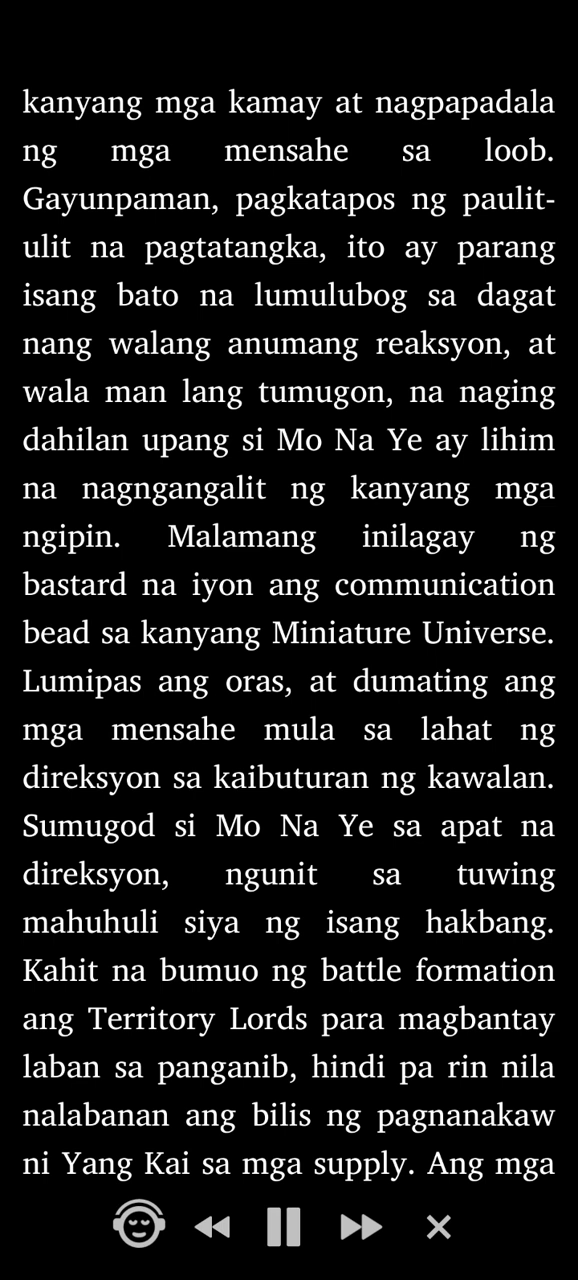 kanyang mga kamay at nagpapadala
ng mga mensahe sa loob.
Gayunpaman, pagkatapos ng paulit-
ulit na pagtatangka, ito ay parang
isang bato na lumulubog sa dagat
nang walang anumang reaksyon, at
wala man lang tumugon, na naging
dahilan upang si Mo Na Ye ay lihim
na nagngangalit ng kanyang mga
ngipin. Malamang inilagay ng
bastard na iyon ang communication
bead sa kanyang Miniature Universe.
Lumipas ang oras, at dumating ang
mga mensahe mula sa lahat ng
direksyon sa kaibuturan ng kawalan.
Sumugod si Mo Na Ye sa apat na
direksyon, ngunit sa tuwing
mahuhuli siya ng isang hakbang.
Kahit na bumuo ng battle formation
ang Territory Lords para magbantay
laban sa panganib, hindi pa rin nila
nalabanan ang bilis ng pagnanakaw
ni Yang Kai sa mga supply. Ang mga